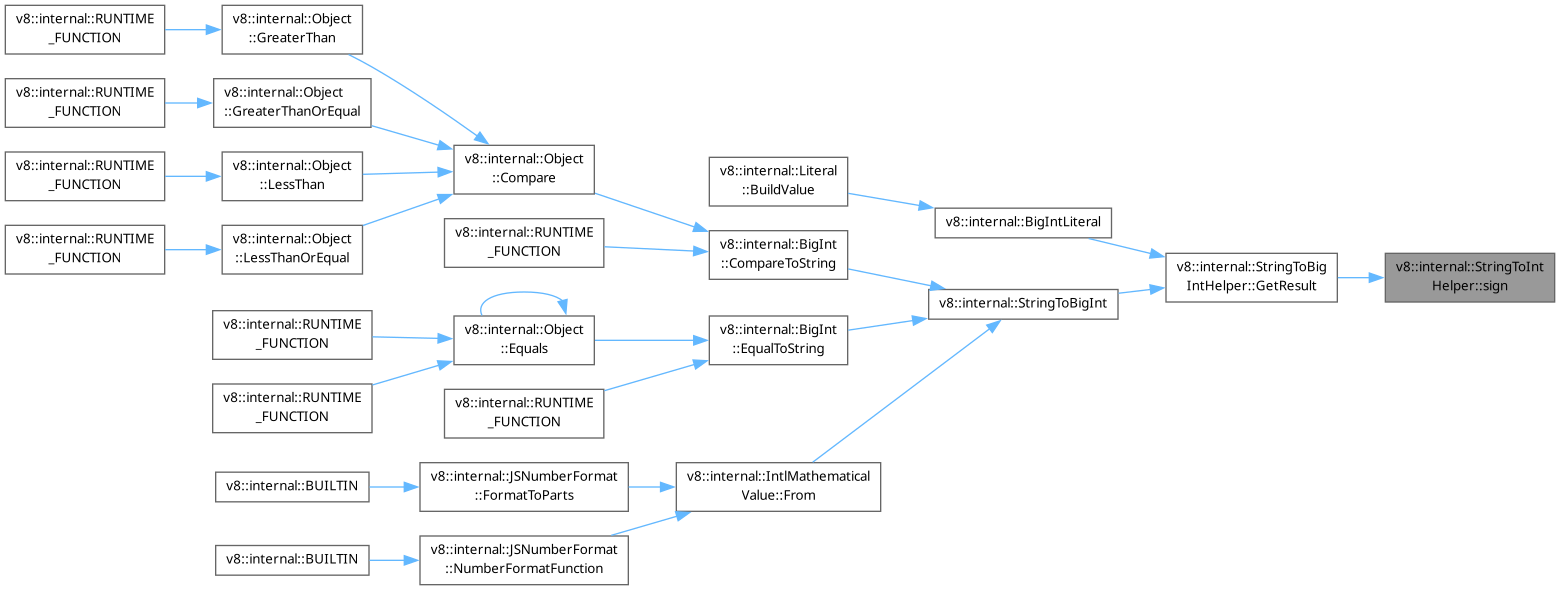 v8::internal::RUNTIME
_FUNCTION
v8::internal::Object
::GreaterThan
v8::internal::RUNTIME
_FUNCTION
v8::internal::Object
::GreaterThanOrEqual
v8::internal::RUNTIME
_FUNCTION
v8::internal::Object
::LessThan
v8::internal::RUNTIME
_FUNCTION
v8::internal::Object
::LessThanOrEqual
v8::internal::Object
::Compare
v8::internal::RUNTIME
_FUNCTION
v8::internal::RUNTIME
_FUNCTION
v8::internal::RUNTIME
_FUNCTION
v8::internal::Object
::Equals
v8::internal::RUNTIME
_FUNCTION
v8::internal::BUILTIN
v8::internal::JSNumberFormat
::FormatToParts
v8::internal::BUILTIN
v8::internal::JSNumberFormat
::NumberFormatFunction
v8::internal::Literal
::BuildValue
v8::internal::BigInt
::CompareToString
v8::internal::BigInt
::EqualToString
v8::internal::IntlMathematical
Value::From
v8::internal::BigIntLiteral
v8::internal::StringToBigInt
v8::internal::StringToBig
IntHelper::GetResult
v8::internal::StringToInt
Helper::sign